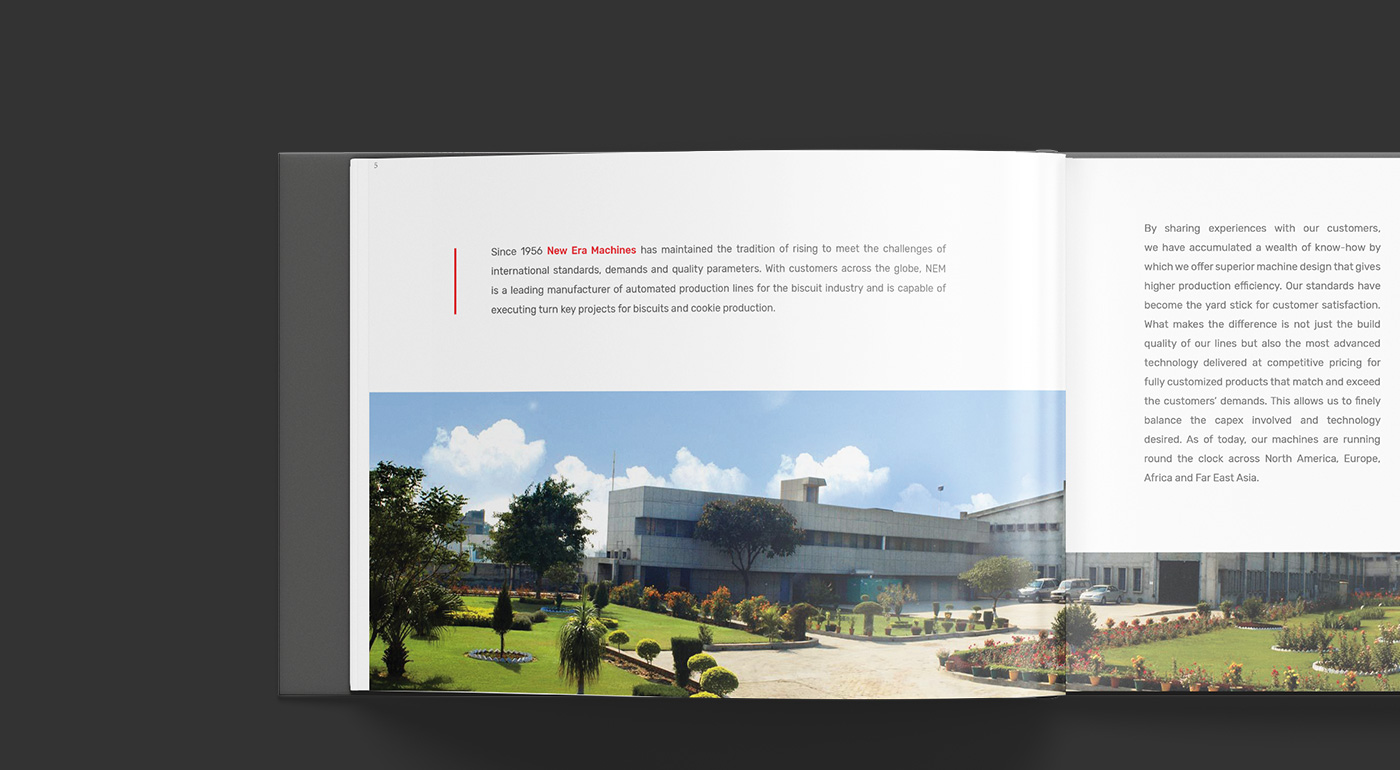 5
Since 1956 New Era Machines has maintained the tradition of rising to meet the challenges of
international standards, demands and quality parameters. With customers across the globe, NEM
is a leading manufacturer of automated production lines for the biscuit industry and is capable of
executing turn key projects for biscuits and cookie production.
By sharing experiences with our customers,
we have accumulated a wealth of know-how by
which we offer superior machine design that gives
higher production efficiency. Our standards have
become the yard stick for customer satisfaction.
What makes the difference is not just the build
quality of our lines but also the most advanced
technology delivered at competitive pricing for
fully customized products that match and exceed
the customers' demands. This allows us to finely
balance the capex involved and technology
desired. As of today, our machines are running
round the clock across North America, Europe,
Africa and Far East Asia.